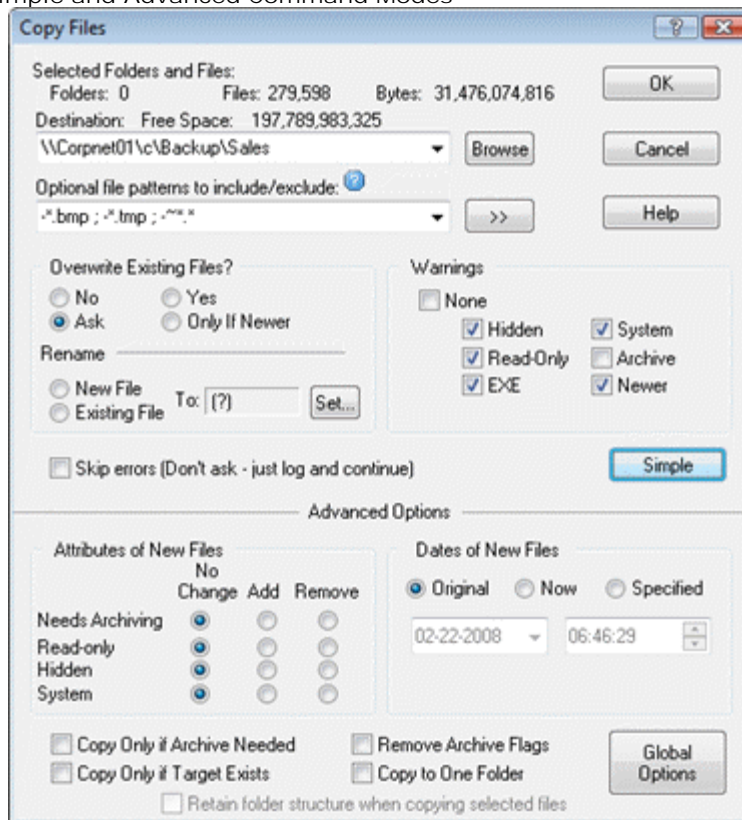 Simple and Advanced Command Modes
Copy Files
Selected Folders and Files:
Folders: 0 Files: 279,598 Bytes: 31,476,074,816
OK
Destination: Free Space: 197,789,983,325
\\Corpnet01\c\Backup\Sales
Browse
Cancel
Optional file patterns to include/exclude:
-*.bmp ; -*.tmp ; -~*.*
>>
Help
Overwrite Existing Files?
No Yes
Ask Only If Newer
Rename
New File
Existing File
To: (?)
Set...
Warnings
None
Hidden System
Read-Only Archive
EXE Newer
Skip errors (Don't ask - just log and continue)
Simple
Advanced Options
Attributes of New Files
No
Change Add Remove
Needs Archiving
Read-only
Hidden
System
Dates of New Files
Original Now Specified
02-22-2008 06:46:29
Copy Only if Archive Needed Remove Archive Flags
Copy Only if Target Exists Copy to One Folder
Global
Options
Retain folder structure when copying selected files